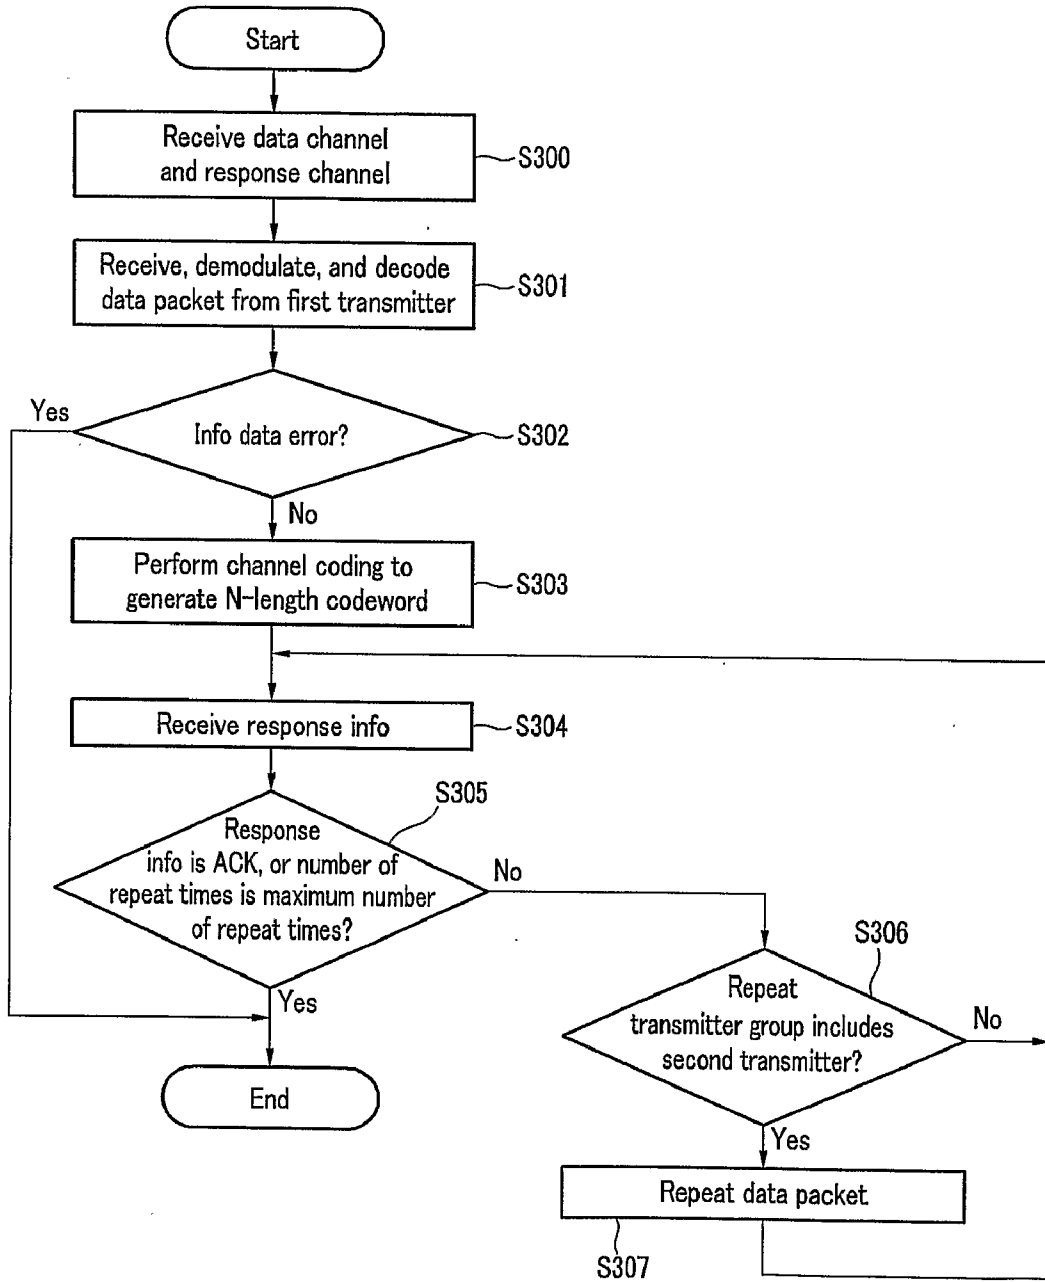 Start
Receive data channel
and response channel
S300
Receive, demodulate, and decode
data packet from first transmitter
S301
Yes
Info data error?
S302
No
Perform channel coding to
generate N-length codeword
S303
Receive response info
S304
S305
Response
info is ACK, or number of
repeat times is maximum number
of repeat times?
No
Yes
S306
Repeat
transmitter group includes
second transmitter?
No
End
Yes
Repeat data packet
S307